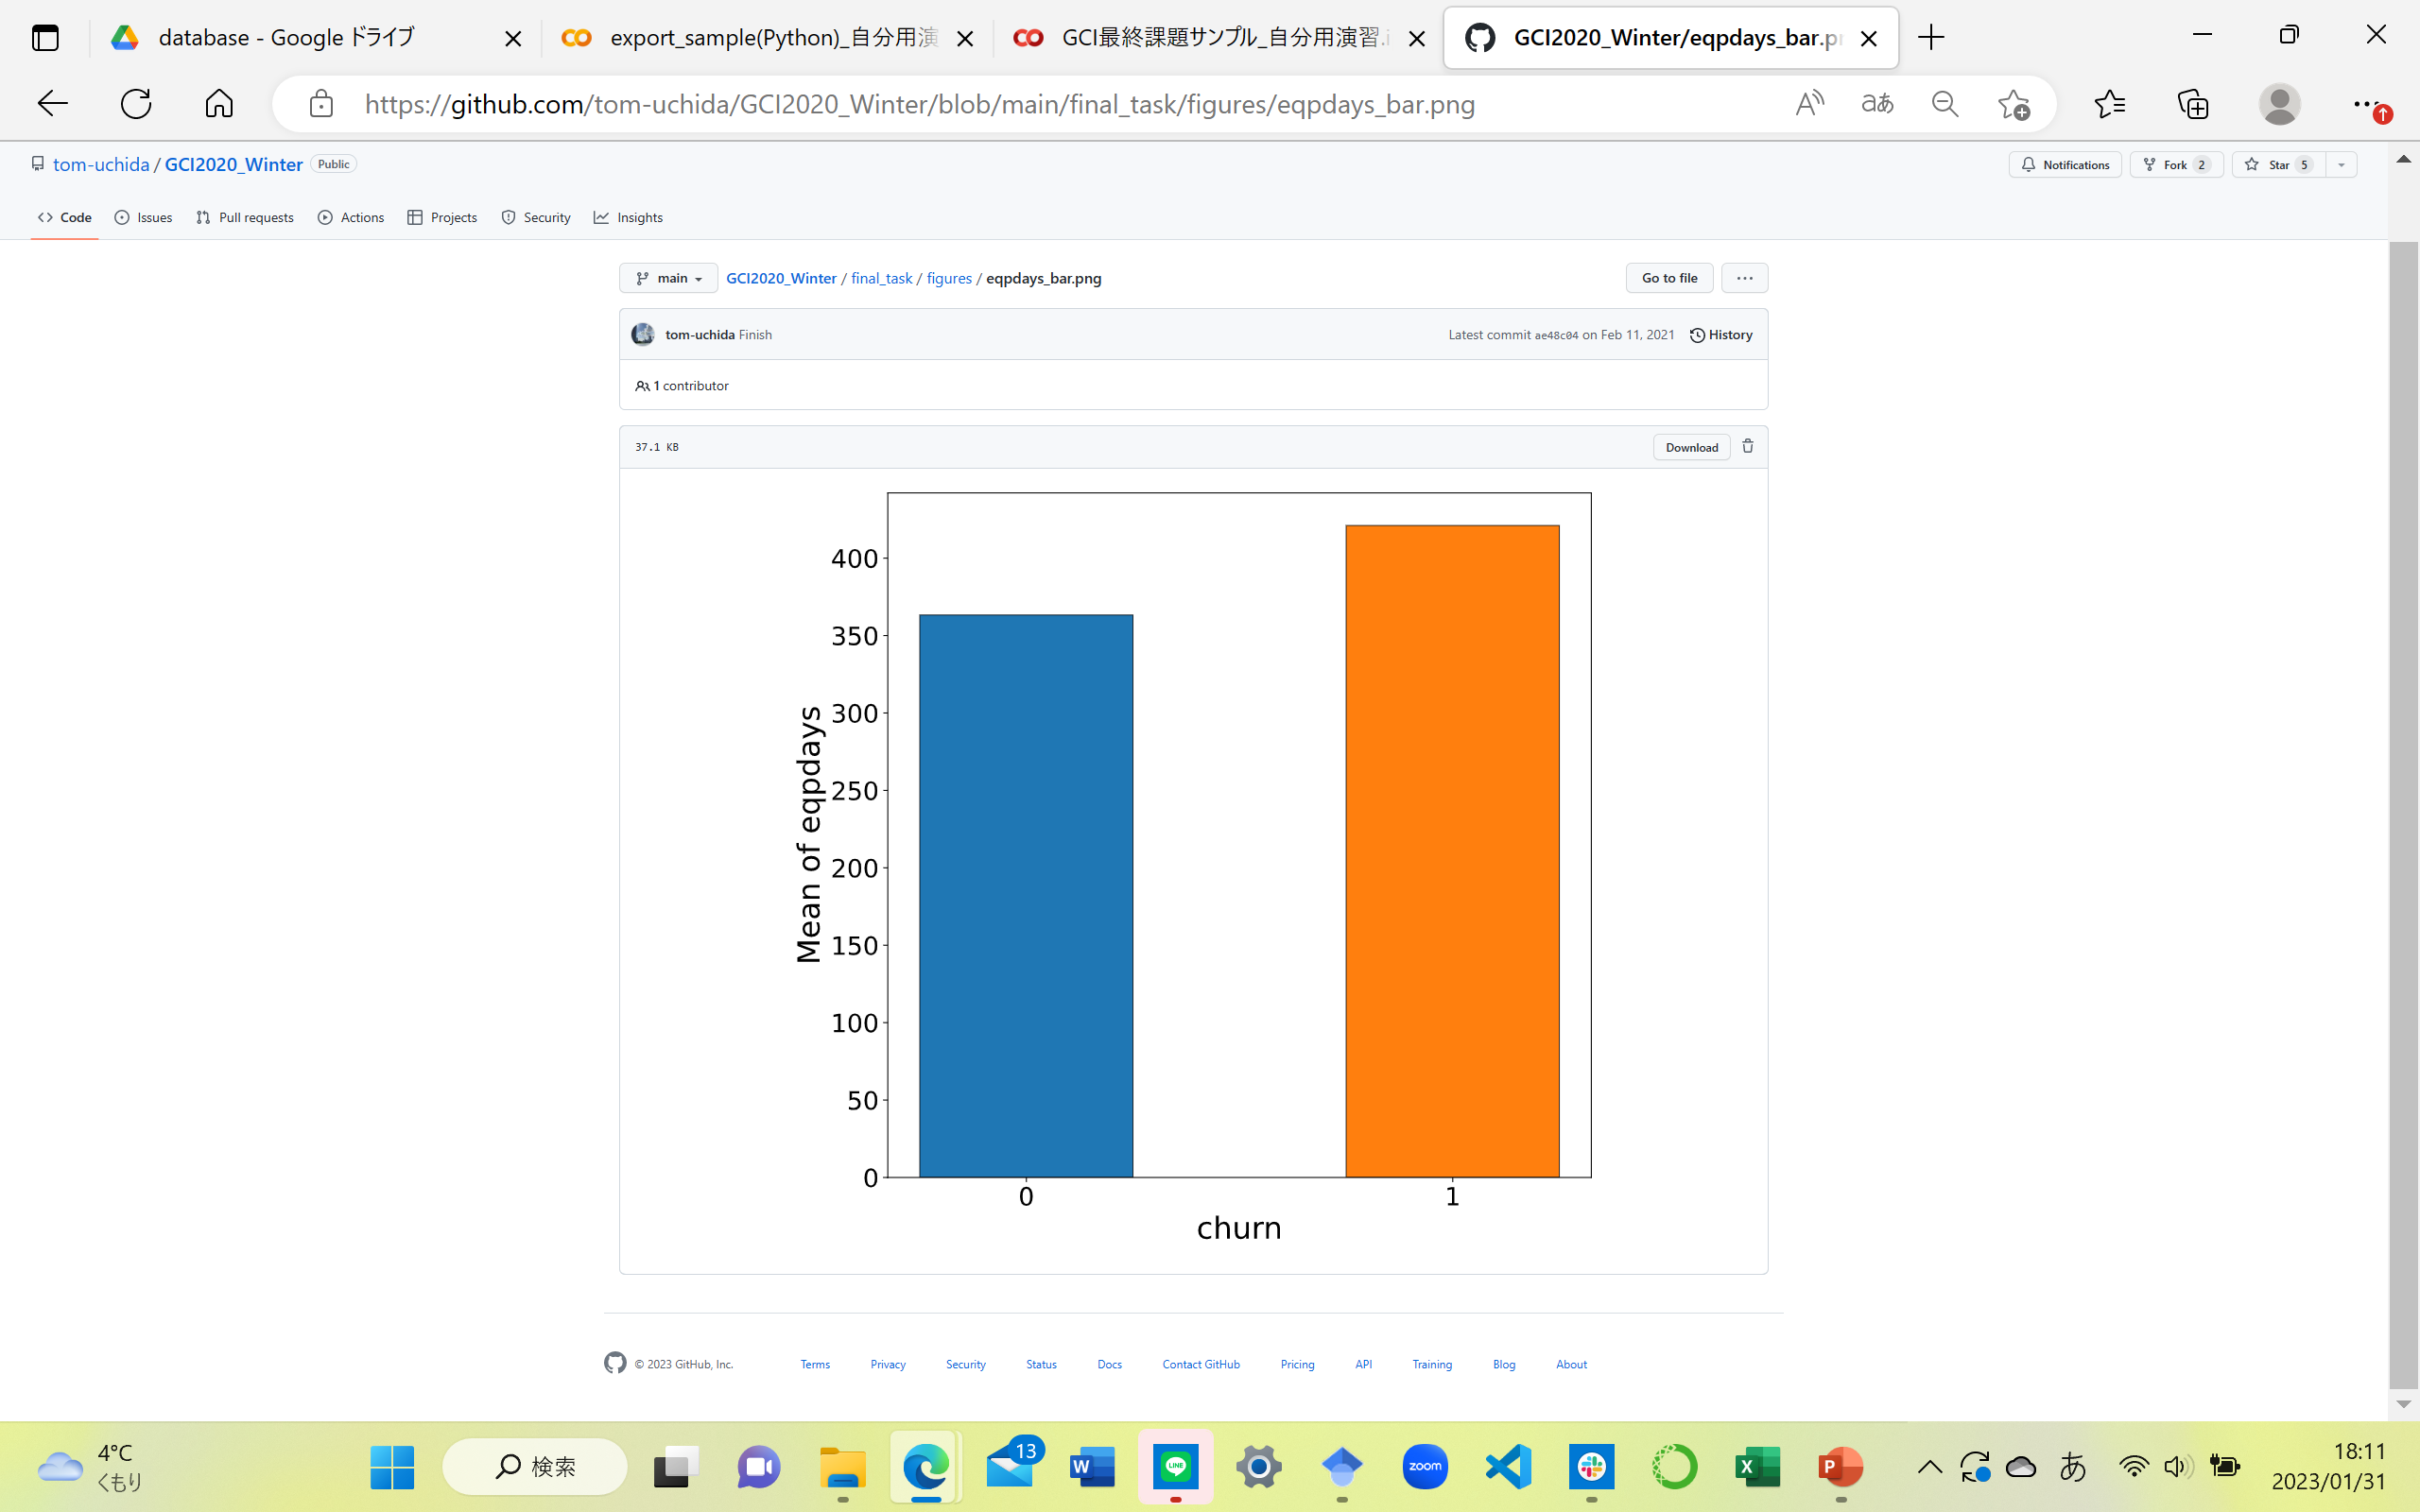 database - Google ドライブ
export_sample(Python)_自分用演
GCI最終課題サンプル_自分用演習.i
GCI2020_Winter/eqpdays_bar.p
https://github.com/tom-uchida/GCI2020_Winter/blob/main/final_task/figures/eqpdays_bar.png
aあ
tom-uchida / GCI2020_Winter Public
Notifications
Fork 2
Star 5
Code
Issues
Pull requests
Actions
Projects
Security
Insights
main
GCI2020_Winter / final_task / figures / eqpdays_bar.png
Go to file
tom-uchida Finish
Latest commit ae48c04 on Feb 11, 2021
History
1 contributor
37.1 KB
Download
400
350
300
250
200
150
100
50
0
Mean of eqpdays
0
1
churn
© 2023 GitHub, Inc.
Terms
Privacy
Security
Status
Docs
Contact GitHub
Pricing
API
Training
Blog
About
4°C
くもり
検索
13
W
LINE
zoom
X
P
あ
18:11
2023/01/31